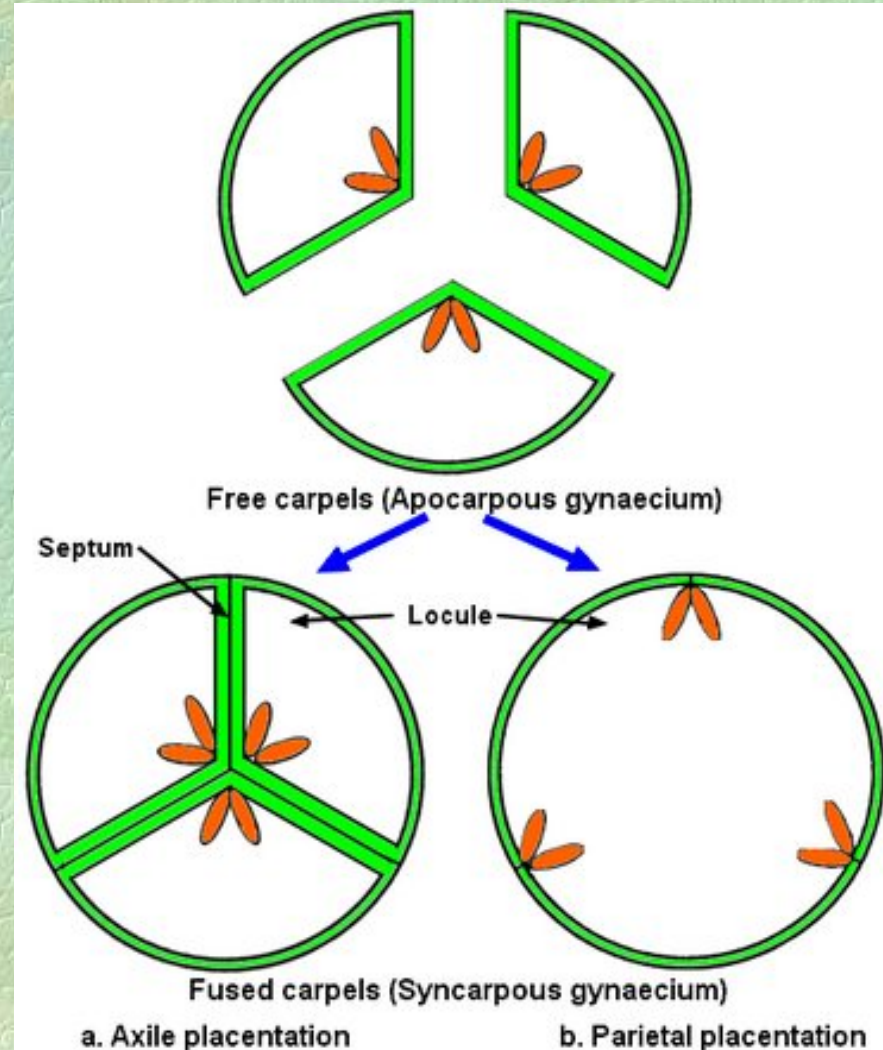 Free carpels (Apocarpous gynaecium)
Septum
Locule
Fused carpels (Syncarpous gynaecium)
a. Axile placentation
b. Parietal placentation